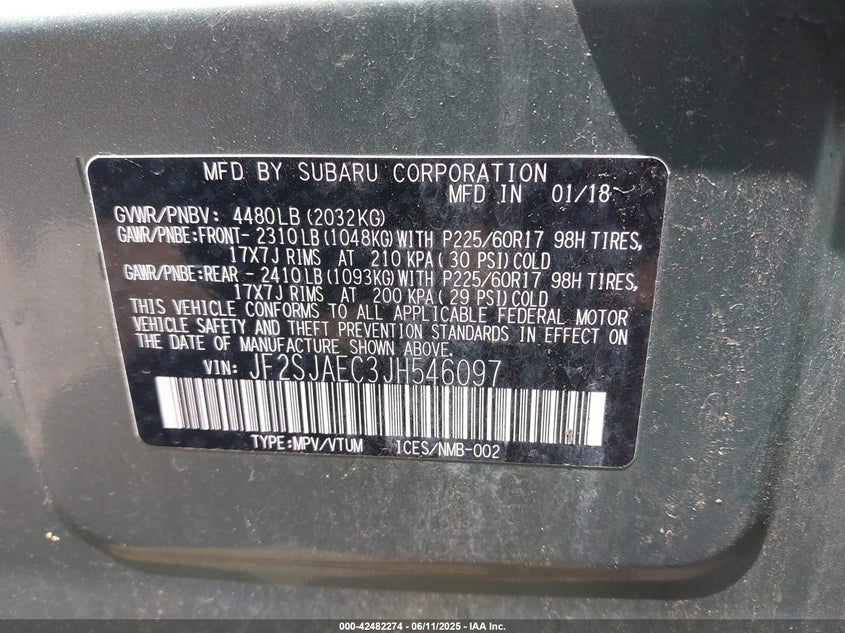 MFD BY SUBARU CORPORATION
MFD IN 01/18
GVWR/PNBV: 4480LB(2032KG)
GAWR/PNBE:FRONT- 2310LB(1048KG)WITH P225/60R17 98H TIRES,
17X7J RIMS AT 210 KPA( 30 PSI)COLD
GAWR/PNBE:REAR - 2410LB(1093KG)WITH P225/60R17 98H TIRES,
17X7J RIMS AT 200 KPA( 29 PSI)COLD
THIS VEHICLE CONFORMS TO ALL APPLICABLE FEDERAL MOTOR
VEHICLE SAFETY AND THEFT PREVENTION STANDARDS IN EFFECT ON
THE DATE OF MANUFACTURE SHOWN ABOVE.
VIN: JF2SJAEC3JH546097
TYPE:MPV/VTUM ICES/NMB-002
000-42482274 - 06/11/2025 - IAA Inc.